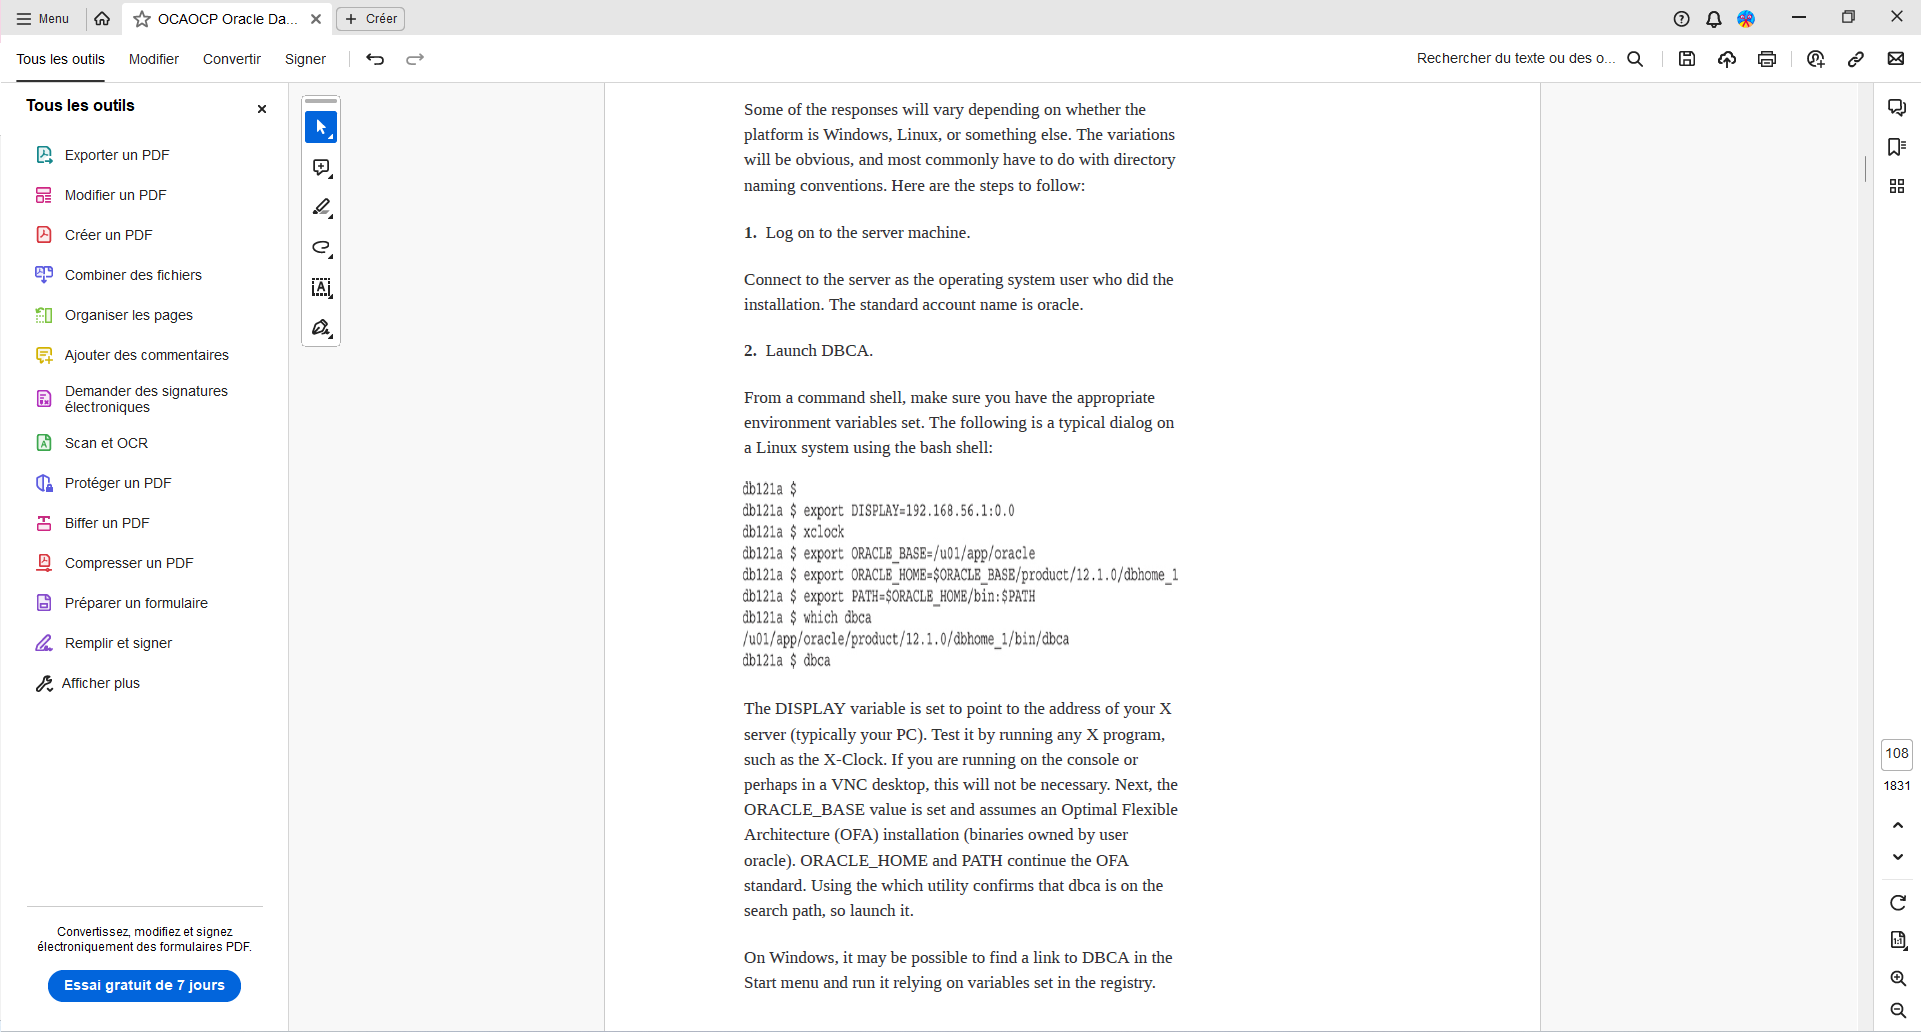 Menu
OCAOCP Oracle Da...
Créer
Tous les outils
Modifier
Convertir
Signer
Rechercher du texte ou des o...
Tous les outils
Exporter un PDF
Modifier un PDF
Créer un PDF
Combiner des fichiers
Organiser les pages
Ajouter des commentaires
Demander des signatures
électroniques
Scan et OCR
Protéger un PDF
Biffer un PDF
Compresser un PDF
Préparer un formulaire
Remplir et signer
Afficher plus
Convertissez, modifiez et signez
électroniquement des formulaires PDF.
Essai gratuit de 7 jours
Some of the responses will vary depending on whether the
platform is Windows, Linux, or something else. The variations
will be obvious, and most commonly have to do with directory
naming conventions. Here are the steps to follow:
1. Log on to the server machine.
Connect to the server as the operating system user who did the
installation. The standard account name is oracle.
2. Launch DBCA.
From a command shell, make sure you have the appropriate
environment variables set. The following is a typical dialog on
a Linux system using the bash shell:
db121a $
db121a $ export DISPLAY=192.168.56.1:0.0
db121a $ xclock
db121a $ export ORACLE_BASE=/u01/app/oracle
db121a $ export ORACLE_HOME=$ORACLE_BASE/product/12.1.0/dbhome_1
db121a $ export PATH=$ORACLE_HOME/bin:$PATH
db121a $ which dbca
/u01/app/oracle/product/12.1.0/dbhome_1/bin/dbca
db121a $ dbca
The DISPLAY variable is set to point to the address of your X
server (typically your PC). Test it by running any X program,
such as the X-Clock. If you are running on the console or
perhaps in a VNC desktop, this will not be necessary. Next, the
ORACLE_BASE value is set and assumes an Optimal Flexible
Architecture (OFA) installation (binaries owned by user
oracle). ORACLE_HOME and PATH continue the OFA
standard. Using the which utility confirms that dbca is on the
search path, so launch it.
On Windows, it may be possible to find a link to DBCA in the
Start menu and run it relying on variables set in the registry.
108
1831